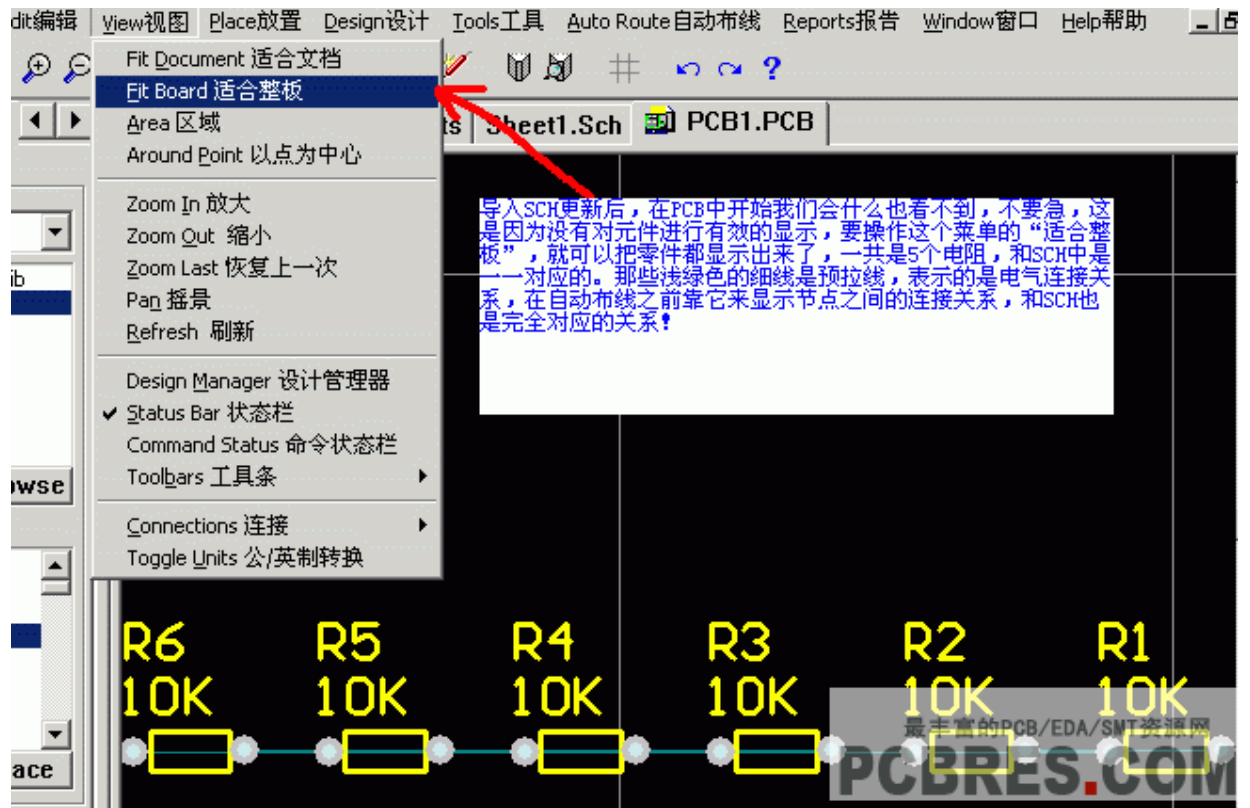 dit编辑 View视图 Place放置 Design设计 Tools工具 Auto Route自动布线 Reports报告 Window窗口 Help帮助
Fit Document 适合文档
Fit Board 适合整板
Area 区域
Around Point 以点为中心
Zoom In 放大
Zoom Out 缩小
Zoom Last 恢复上一次
Pan 摇景
Refresh 刷新
Design Manager 设计管理器
Status Bar 状态栏
Command Status 命令状态栏
Toolbars 工具条
Connections 连接
Toggle Units 公/英制转换
ts Sheet1.Sch PCB1.PCB
ib
owse
ace
导入SCH更新后，在PCB中开始我们会什么也看不到，不要急，这
是因为没有对元件进行有效的显示，要操作这个菜单的“适合整
板”，就可以把零件都显示出来了，一共是5个电阻，和SCH中是
一一对应的。那些浅绿色的细线是预拉线，表示的是电气连接关
系，在自动布线之前靠它来显示节点之间的连接关系，和SCH也
是完全对应的关系！
R6 R5 R4 R3 R2 R1
10K 10K 10K 10K 10K 10K
最丰富的PCB/EDA/SMT资源网
PCBRES.COM